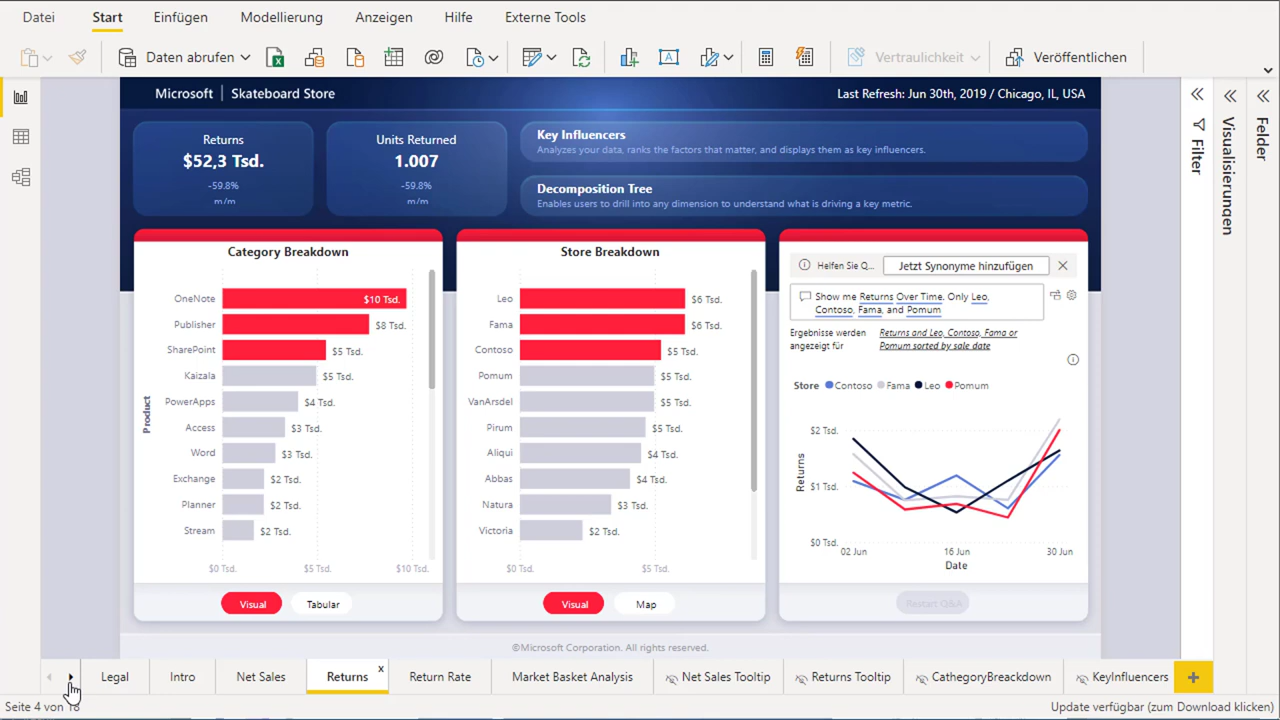 Datei Start Einfügen Modellierung Anzeigen Hilfe Externe Tools
Daten abrufen Vertraulichkeit Veröffentlichen
Microsoft | Skateboard Store Last Refresh: Jun 30th, 2019 / Chicago, IL, USA
Returns
$52,3 Tsd.
-59.8%
m/m
Units Returned
1.007
-59.8%
m/m
Key Influencers
Analyzes your data, ranks the factors that matter, and displays them as key influencers.
Decomposition Tree
Enables users to drill into any dimension to understand what is driving a key metric.
Category Breakdown
Product
OneNote $10 Tsd.
Publisher $8 Tsd.
SharePoint $5 Tsd.
Kaizala $5 Tsd.
PowerApps $4 Tsd.
Access $3 Tsd.
Word $3 Tsd.
Exchange $2 Tsd.
Planner $2 Tsd.
Stream $2 Tsd.
$0 Tsd. $5 Tsd. $10 Tsd.
Visual Tabular
Store Breakdown
Leo $6 Tsd.
Fama $6 Tsd.
Contoso $5 Tsd.
Pomum $5 Tsd.
VanArsdel $5 Tsd.
Pirum $5 Tsd.
Aliqui $4 Tsd.
Abbas $4 Tsd.
Natura $3 Tsd.
Victoria $2 Tsd.
$0 Tsd. $5 Tsd.
Visual Map
Helfen Sie Q... Jetzt Synonyme hinzufügen
Show me Returns Over Time. Only Leo,
Contoso, Fama, and Pomum
Ergebnisse werden
angezeigt für
Returns and Leo, Contoso, Fama or
Pomum sorted by sale date
Store Contoso Fama Leo Pomum
Returns
$2 Tsd.
$1 Tsd.
$0 Tsd.
02 Jun 16 Jun 30 Jun
Date
Restart Q&A
©Microsoft Corporation. All rights reserved.
Filter
Visualisierungen
Felder
Legal Intro Net Sales Returns x Return Rate Market Basket Analysis Net Sales Tooltip Returns Tooltip CathegoryBreakdown KeyInfluencers +
Seite 4 von 18 Update verfügbar (zum Download klicken)